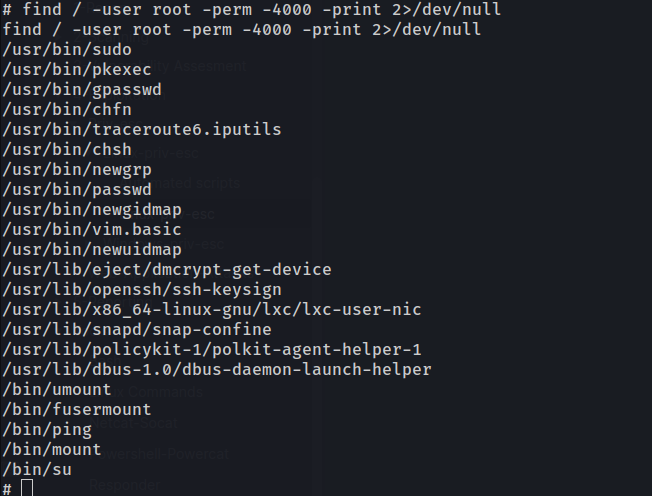 # find / -user root -perm -4000 -print 2>/dev/null
find / -user root -perm -4000 -print 2>/dev/null
/usr/bin/sudo
/usr/bin/pkexec
/usr/bin/gpasswd
/usr/bin/chfn
/usr/bin/traceroute6.iputils
/usr/bin/chsh
/usr/bin/newgrp
/usr/bin/passwd
/usr/bin/newgidmap
/usr/bin/vim.basic
/usr/bin/newuidmap
/usr/lib/eject/dmcrypt-get-device
/usr/lib/openssh/ssh-keysign
/usr/lib/x86_64-linux-gnu/lxc/lxc-user-nic
/usr/lib/snapd/snap-confine
/usr/lib/policykit-1/polkit-agent-helper-1
/usr/lib/dbus-1.0/dbus-daemon-launch-helper
/bin/umount
/bin/fusermount
/bin/ping
/bin/mount
/bin/su
#